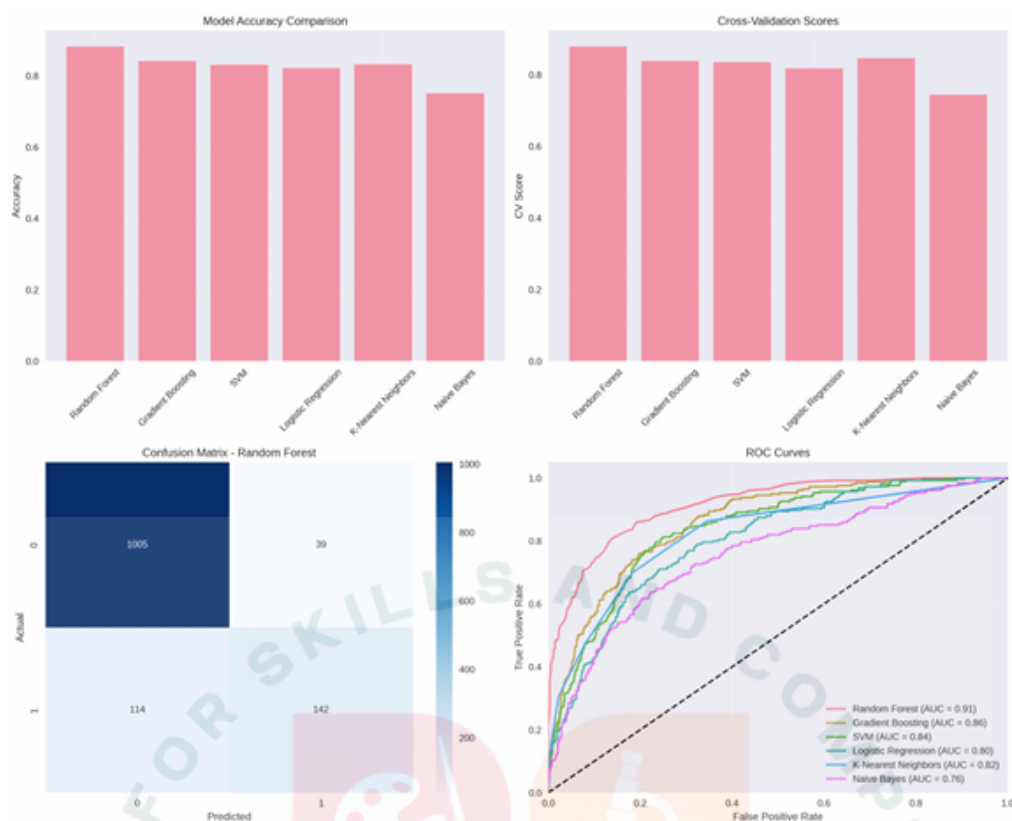 Model Accuracy Comparison
Accuracy
0.8
0.6
0.4
0.2
0.0
Random Forest
Gradient Boosting
SVM
Logistic Regression
K-Nearest Neighbors
Naive Bayes
Cross-Validation Scores
CV Score
0.8
0.6
0.4
0.2
0.0
Random Forest
Gradient Boosting
SVM
Logistic Regression
K-Nearest Neighbors
Naive Bayes
Confusion Matrix - Random Forest
Actual
0
1
1005
39
114
142
0
1
Predicted
1000
800
600
400
200
ROC Curves
True Positive Rate
1.0
0.8
0.6
0.4
0.2
0.0
Random Forest (AUC = 0.91)
Gradient Boosting (AUC = 0.86)
SVM (AUC = 0.84)
Logistic Regression (AUC = 0.80)
K-Nearest Neighbors (AUC = 0.82)
Naive Bayes (AUC = 0.76)
0.0
0.2
0.4
0.6
0.8
1.0
False Positive Rate
FOR SKILLS AND